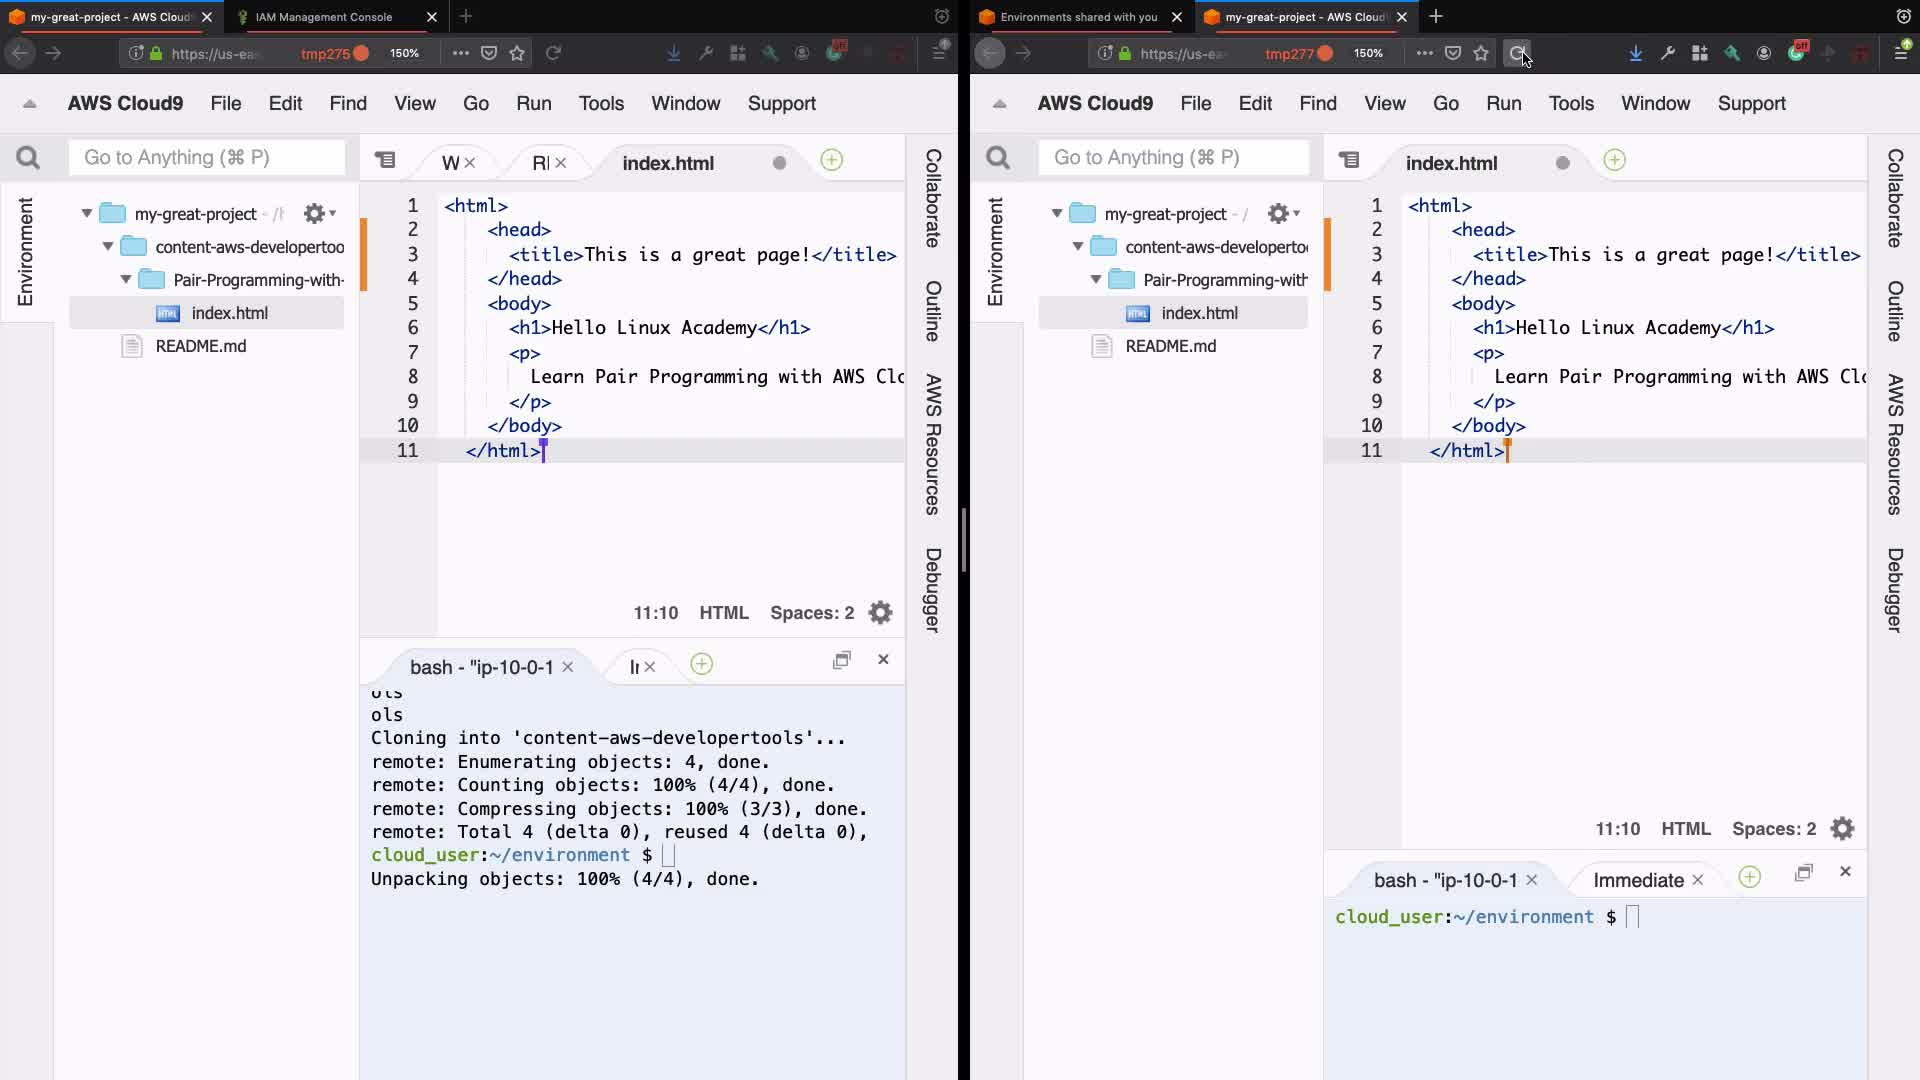 my-great-project - AWS Cloud
IAM Management Console
https://us-ea
tmp275
150%
off
AWS Cloud9 File Edit Find View Go Run Tools Window Support
Go to Anything (⌘ P)
W
index.html
Environment
my-great-project - /
content-aws-developertoo
Pair-Programming-with-
index.html
README.md
1 <html>
2 <head>
3 <title>This is a great page!</title>
4 </head>
5 <body>
6 <h1>Hello Linux Academy</h1>
7 <p>
8 Learn Pair Programming with AWS Clo
9 </p>
10 </body>
11 </html>
11:10 HTML Spaces: 2
Collaborate
Outline
AWS Resources
Debugger
bash - "ip-10-0-1
ols
ols
Cloning into 'content-aws-developertools'...
remote: Enumerating objects: 4, done.
remote: Counting objects: 100% (4/4), done.
remote: Compressing objects: 100% (3/3), done.
remote: Total 4 (delta 0), reused 4 (delta 0),
cloud_user:~/environment $
Unpacking objects: 100% (4/4), done.
Environments shared with you
my-great-project - AWS Cloud
https://us-ea
tmp277
150%
off
AWS Cloud9 File Edit Find View Go Run Tools Window Support
Go to Anything (⌘ P)
index.html
Environment
my-great-project - /
content-aws-developerto
Pair-Programming-with
index.html
README.md
1 <html>
2 <head>
3 <title>This is a great page!</title>
4 </head>
5 <body>
6 <h1>Hello Linux Academy</h1>
7 <p>
8 Learn Pair Programming with AWS Clo
9 </p>
10 </body>
11 </html>
11:10 HTML Spaces: 2
Collaborate
Outline
AWS Resources
Debugger
bash - "ip-10-0-1
Immediate
cloud_user:~/environment $